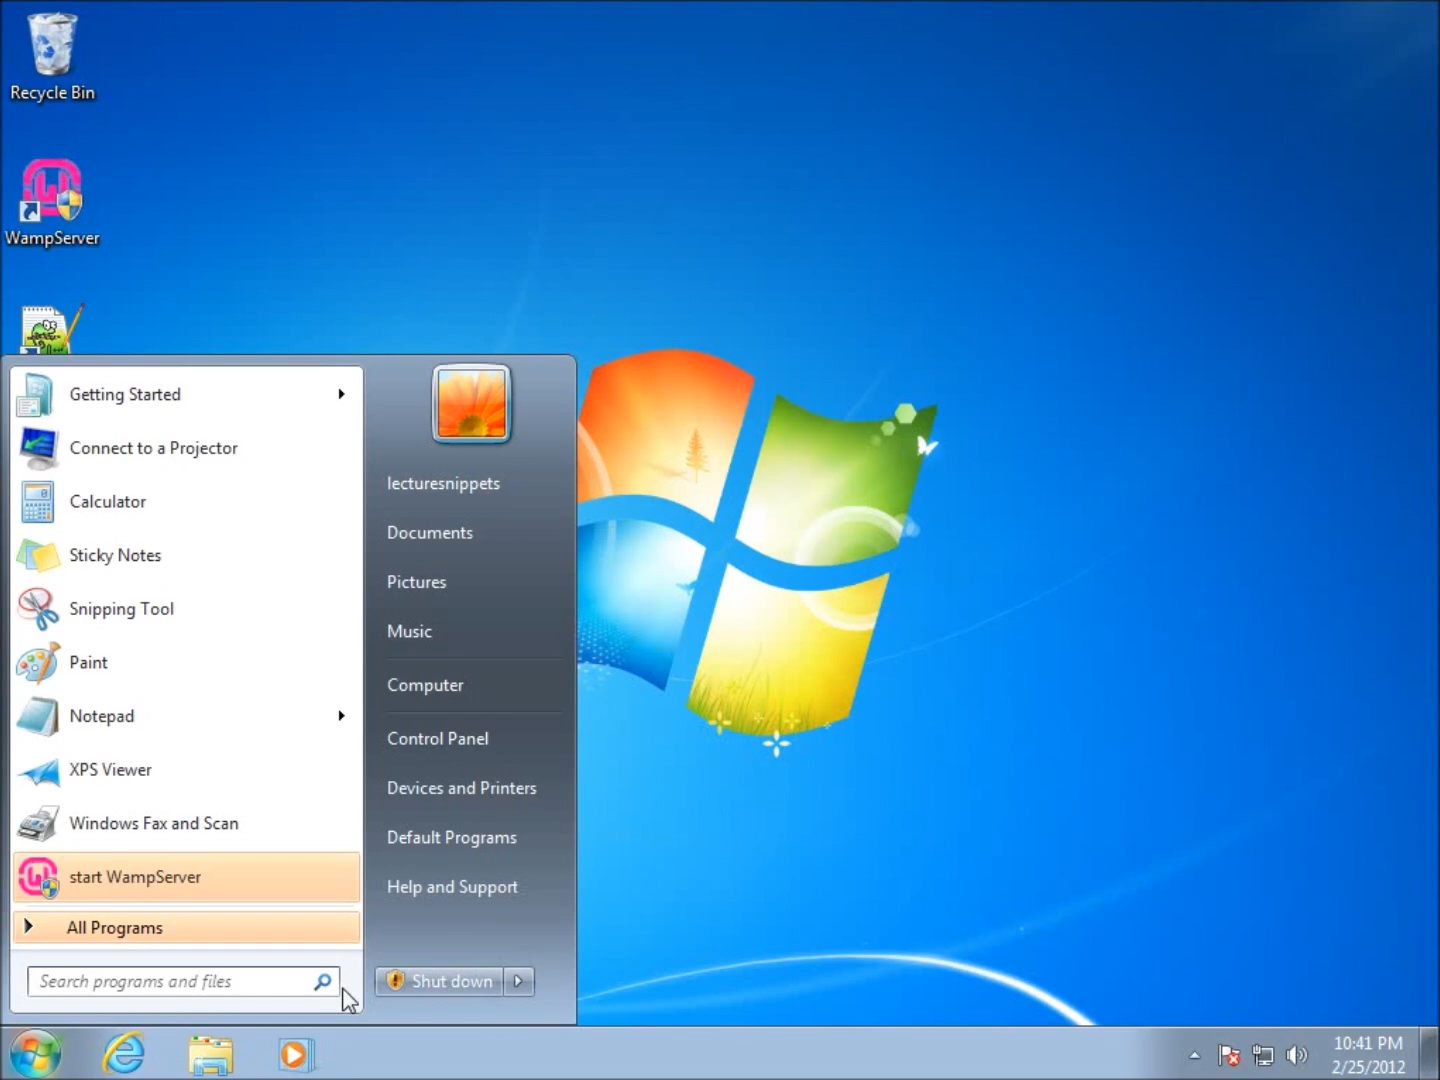 Recycle Bin
WampServer
Getting Started
Connect to a Projector
Calculator
Sticky Notes
Snipping Tool
Paint
Notepad
XPS Viewer
Windows Fax and Scan
start WampServer
All Programs
Search programs and files
lecturesnippets
Documents
Pictures
Music
Computer
Control Panel
Devices and Printers
Default Programs
Help and Support
Shut down
10:41 PM
2/25/2012